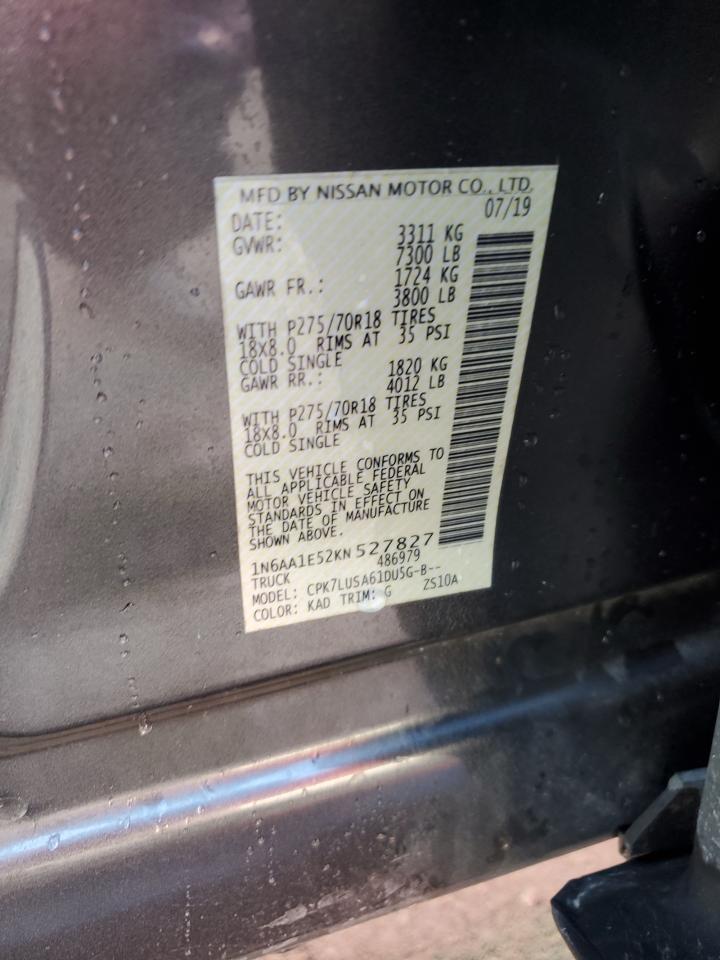 MFD BY NISSAN MOTOR CO., LTD.
DATE: 07/19
GVWR: 3311 KG
7300 LB
GAWR FR.: 1724 KG
3800 LB
WITH P275/70R18 TIRES
18X8.0 RIMS AT 35 PSI
COLD SINGLE
GAWR RR.: 1820 KG
4012 LB
WITH P275/70R18 TIRES
18X8.0 RIMS AT 35 PSI
COLD SINGLE
THIS VEHICLE CONFORMS TO
ALL APPLICABLE FEDERAL
MOTOR VEHICLE SAFETY
STANDARDS IN EFFECT ON
THE DATE OF MANUFACTURE
SHOWN ABOVE.
1N6AA1E52KN527827
TRUCK 486979
MODEL: CPK7LUSA61DU5G-B--
COLOR: KAD TRIM: G ZS10A